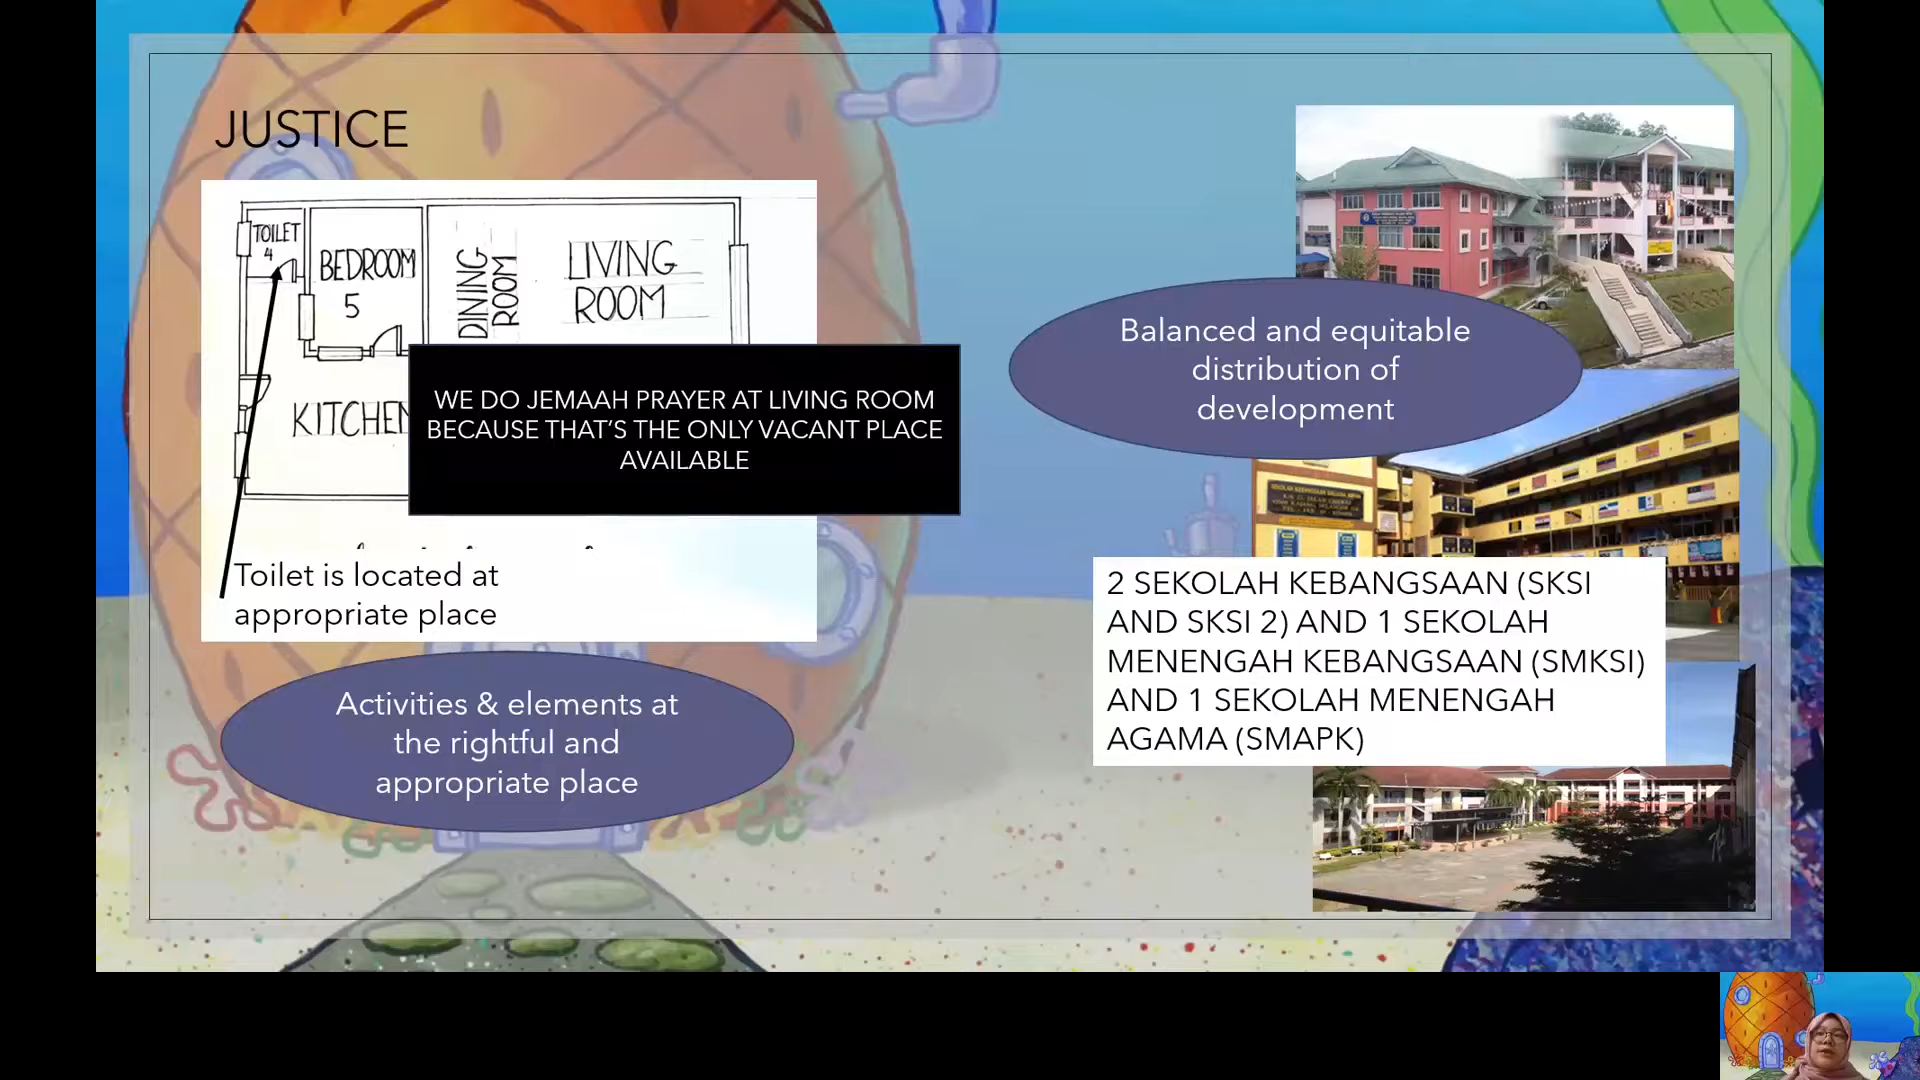 JUSTICE
TOILET
4
BEDROOM
5
DINING
ROOM
LIVING
ROOM
KITCHEN
WE DO JEMAAH PRAYER AT LIVING ROOM
BECAUSE THAT'S THE ONLY VACANT PLACE
AVAILABLE
Toilet is located at
appropriate place
Activities & elements at
the rightful and
appropriate place
Balanced and equitable
distribution of
development
2 SEKOLAH KEBANGSAAN (SKSI
AND SKSI 2) AND 1 SEKOLAH
MENENGAH KEBANGSAAN (SMKSI)
AND 1 SEKOLAH MENENGAH
AGAMA (SMAPK)